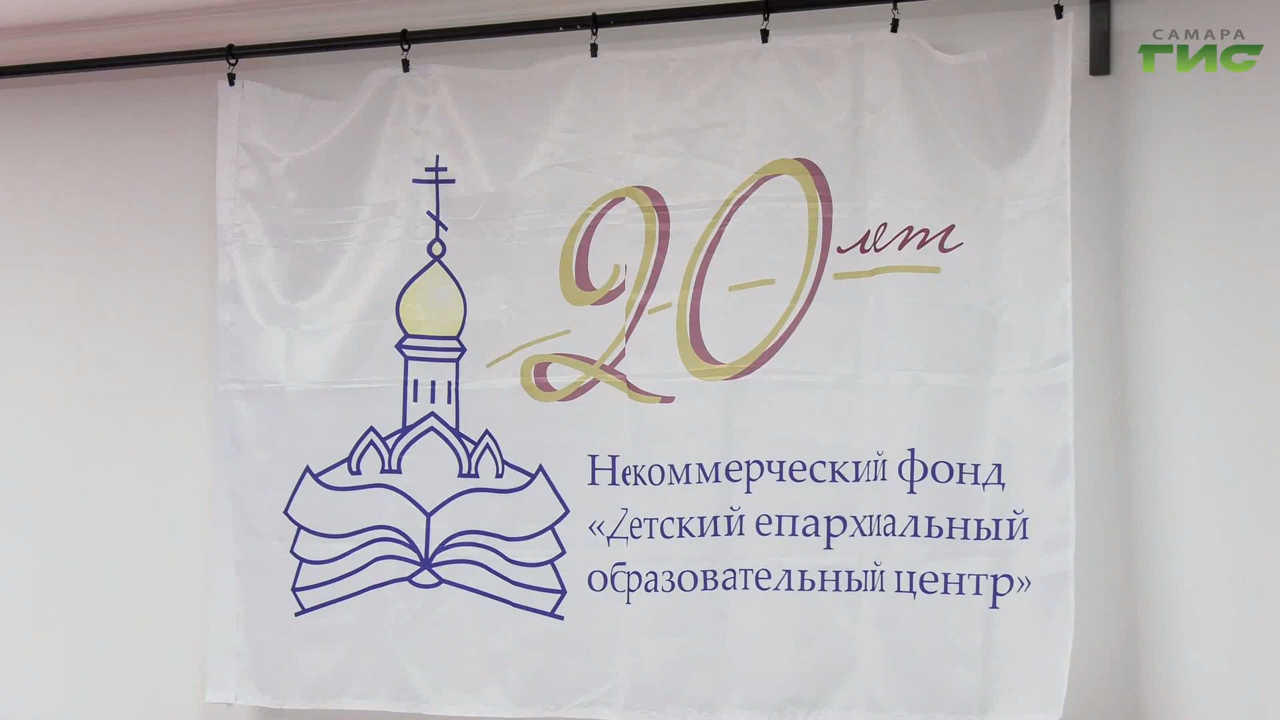 САМАРА
ГИС
20 лет
Некоммерческий фонд
«Детский епархиальный
образовательный центр»